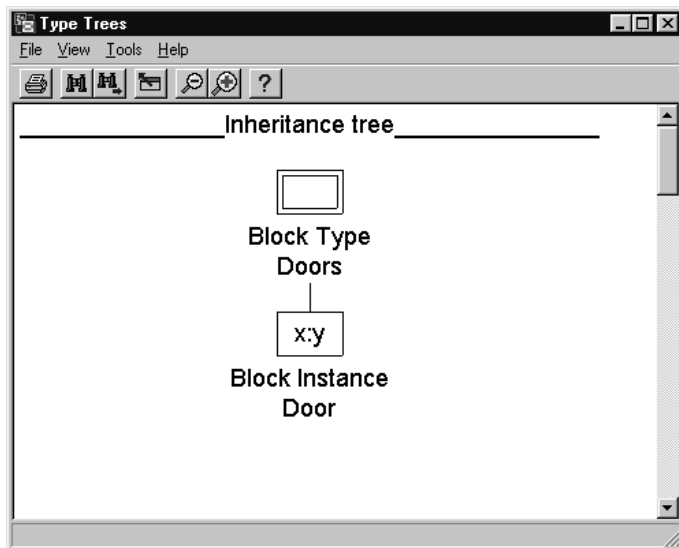 Type Trees
File View Tools Help
?
Inheritance tree
Block Type
Doors
x:y
Block Instance
Door